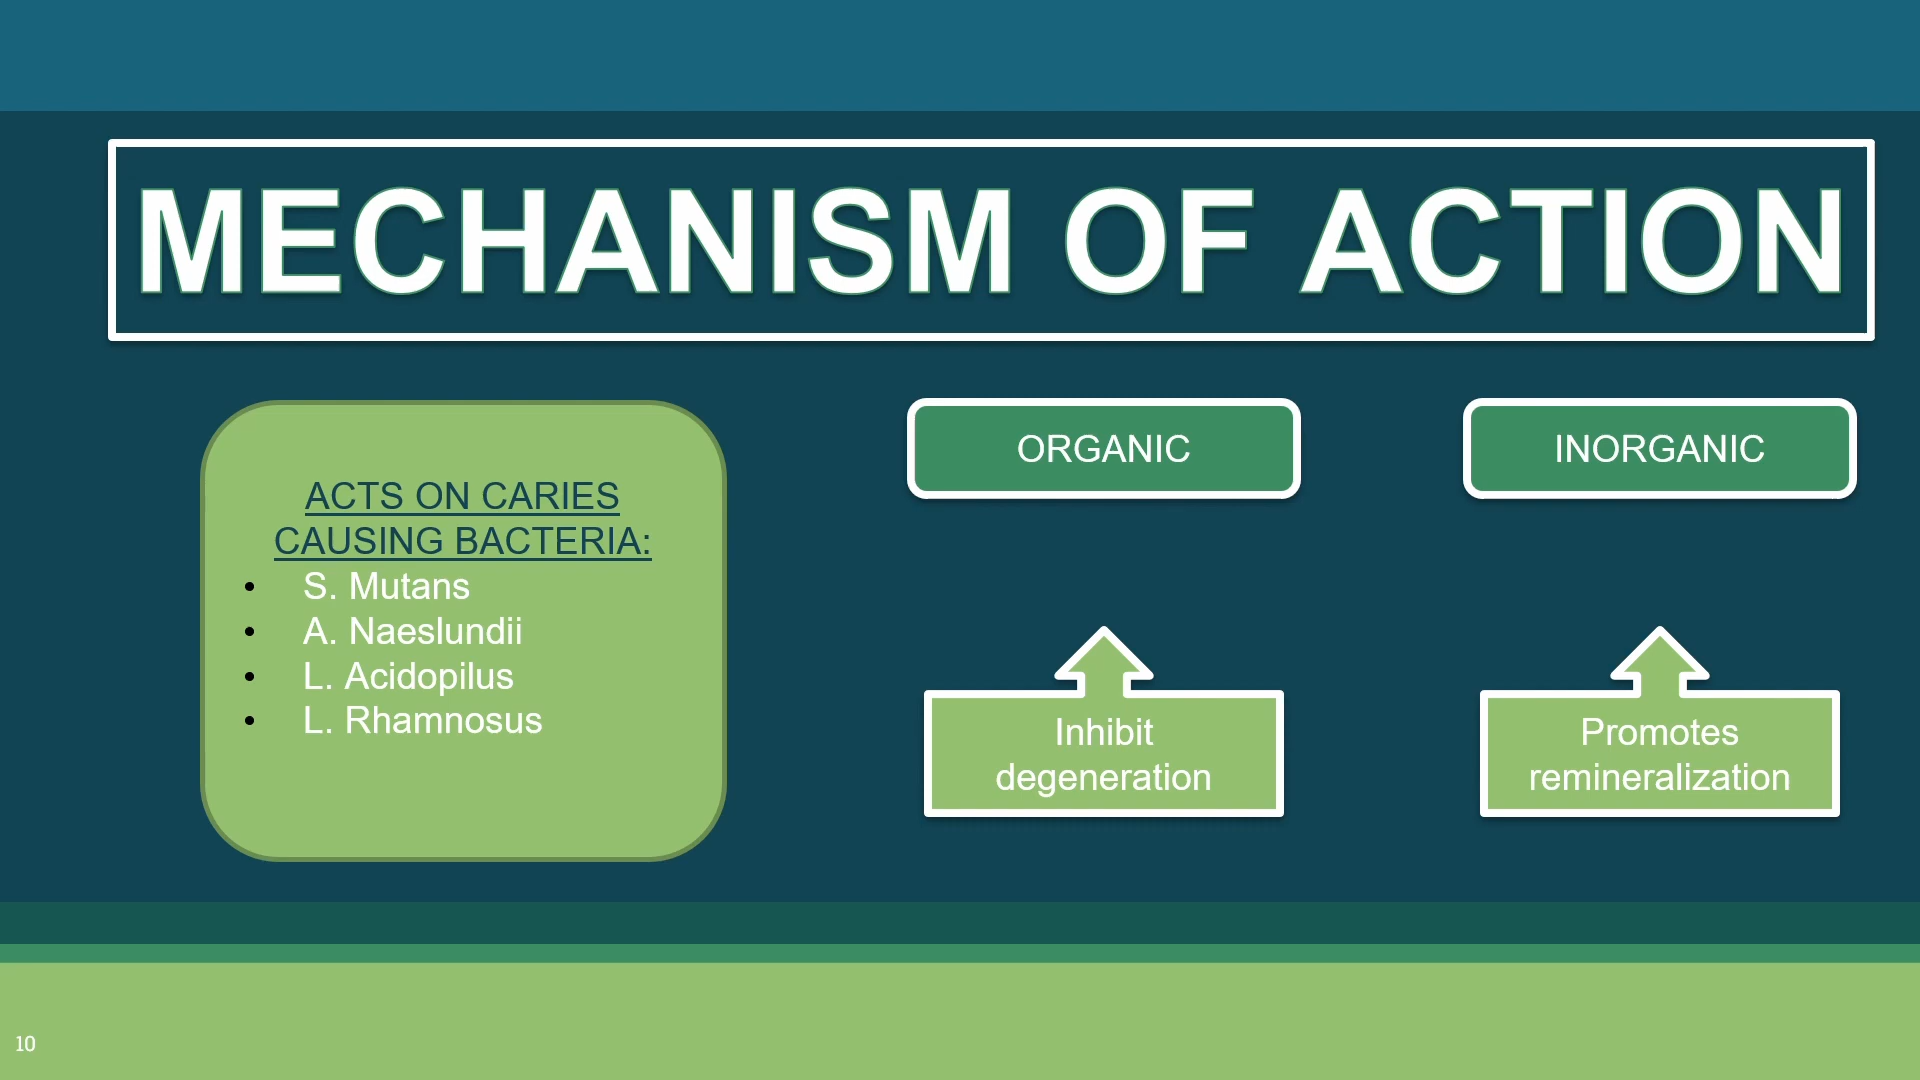 MECHANISM OF ACTION
ACTS ON CARIES
CAUSING BACTERIA:
• S. Mutans
• A. Naeslundii
• L. Acidopilus
• L. Rhamnosus
ORGANIC
Inhibit
degeneration
INORGANIC
Promotes
remineralization
10